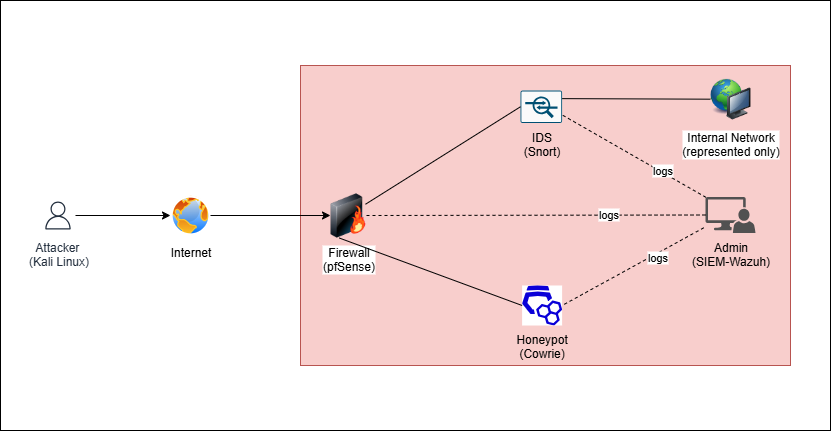 IDS
(Snort)
Internal Network
(represented only)
logs
Attacker
(Kali Linux)
Internet
Firewall
(pfSense)
logs
Admin
(SIEM-Wazuh)
logs
Honeypot
(Cowrie)